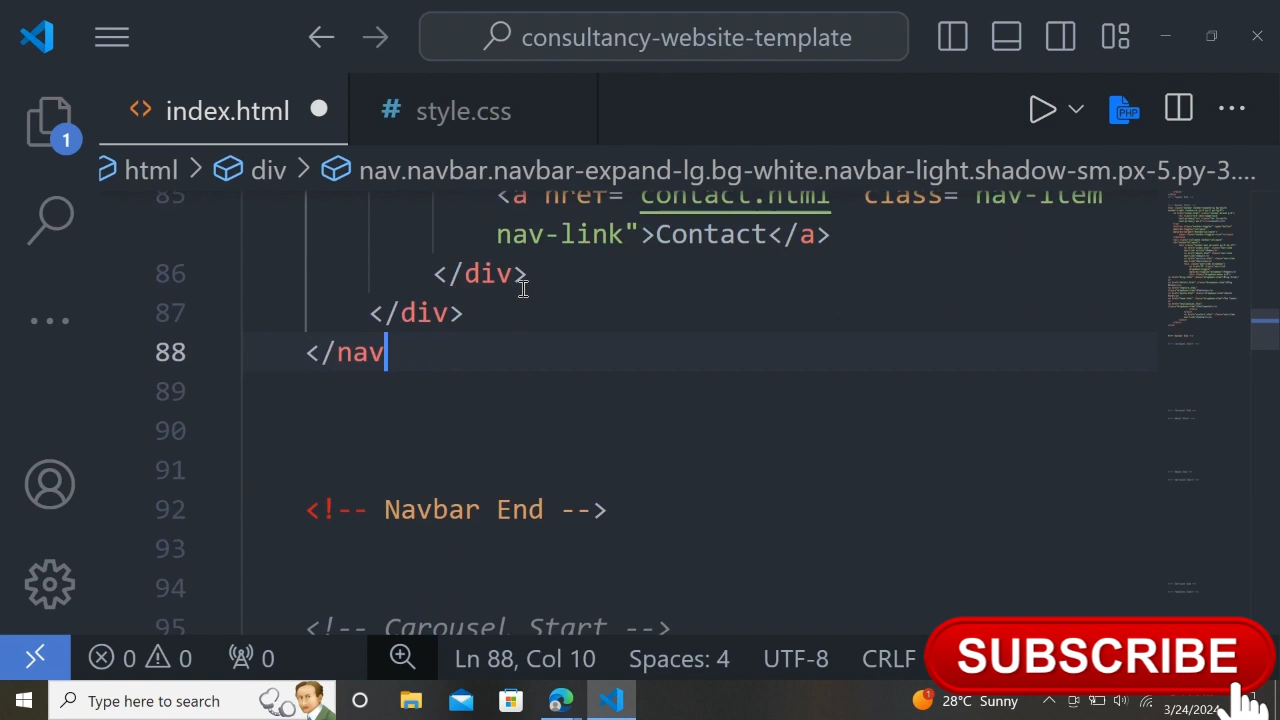 consultancy-website-template
index.html
style.css
PHP
1
html > div > nav.navbar.navbar-expand-lg.bg-white.navbar-light.shadow-sm.px-5.py-3....
85 <a href="contact.html" class="nav-item
v-link">Contact</a>
86 </div>
87 </div>
88 </nav
89
90
91
92 <!-- Navbar End -->
93
94
95 <!-- Carousel Start -->
0 0 0 Ln 88, Col 10 Spaces: 4 UTF-8 CRLF
SUBSCRIBE
Type here to search
1 28°C Sunny
3/24/2024